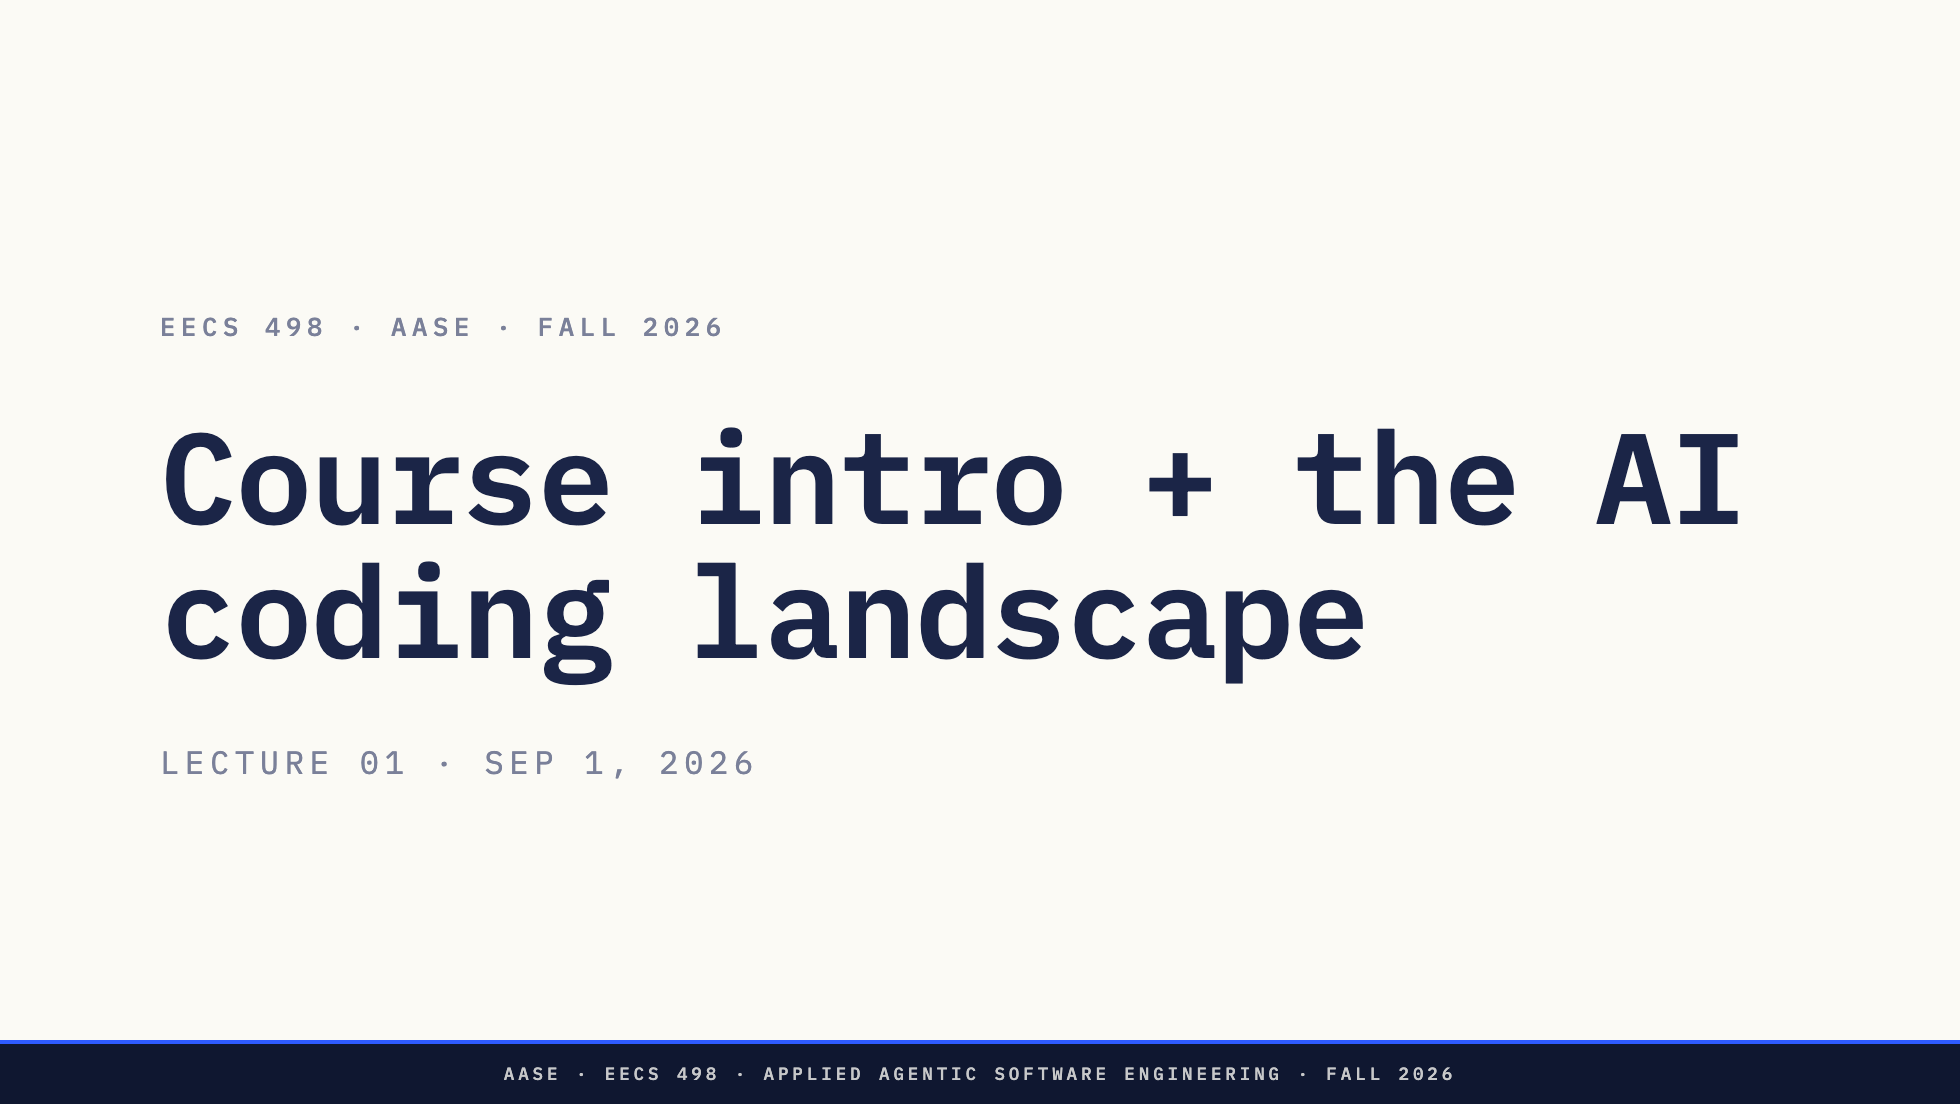 EECS 498 · AASE · FALL 2026
Course intro + the AI
coding landscape
LECTURE 01 · SEP 1, 2026
AASE · EECS 498 · APPLIED AGENTIC SOFTWARE ENGINEERING · FALL 2026